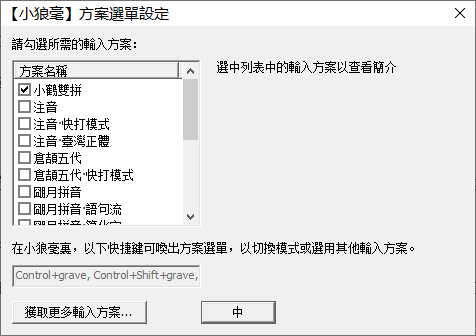 【小狼毫】方案選單設定
請勾選所需的輸入方案：
方案名稱
小鶴雙拼
注音
注音·快打模式
注音·臺灣正體
倉頡五代
倉頡五代·快打模式
朙月拼音
朙月拼音·語句流
選中列表中的輸入方案以查看簡介
在小狼毫裏，以下快捷鍵可喚出方案選單，以切換模式或選用其他輸入方案。
Control+grave, Control+Shift+grave,
獲取更多輸入方案...
中